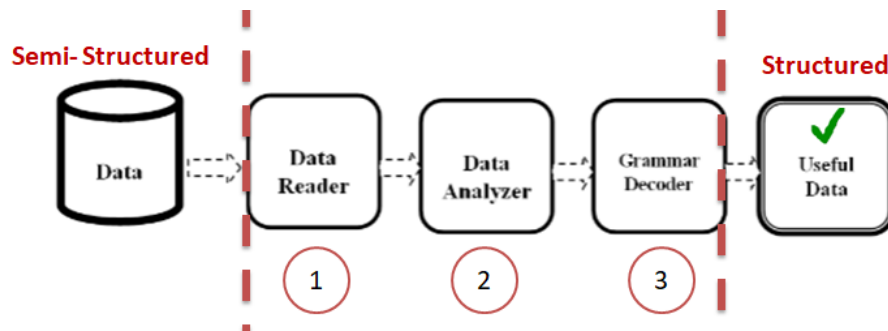 Semi- Structured
Structured
Data
Data
Reader
Data
Analyzer
Grammar
Decoder
Useful
Data
1
2
3